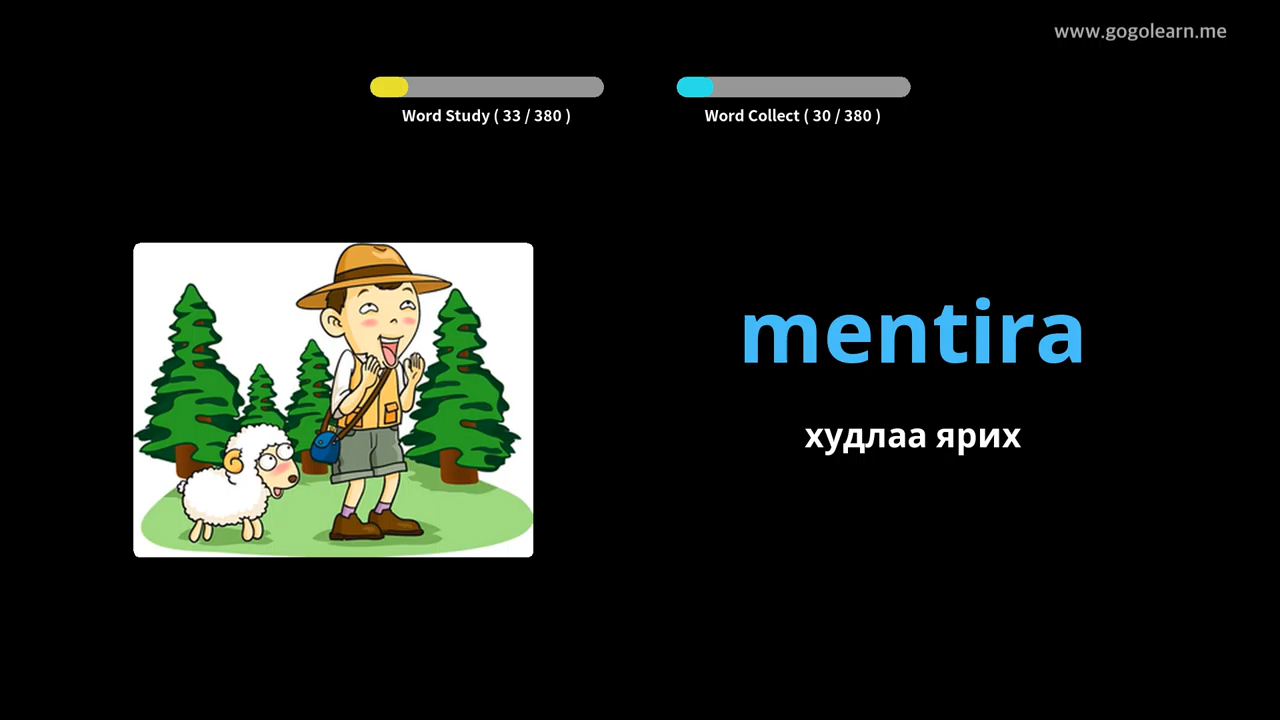 www.gogolearn.me
Word Study ( 33 / 380 )
Word Collect ( 30 / 380 )
mentira
худлаа ярих